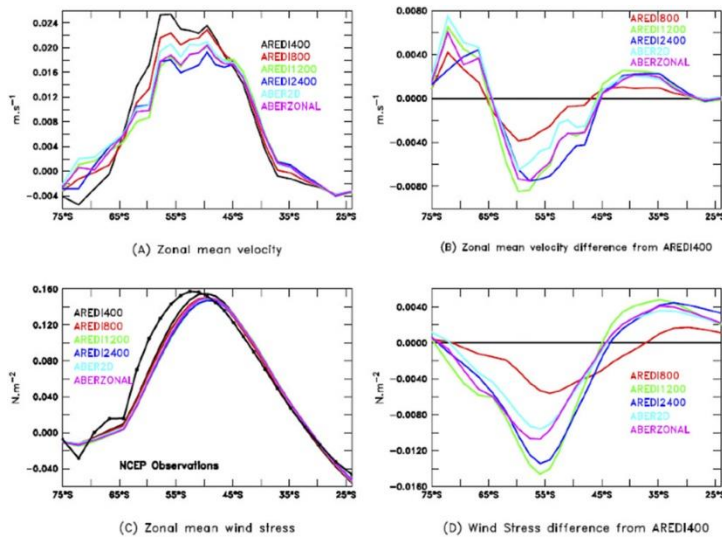 0.024
0.020
0.016
0.012
0.008
0.004
0.000
-0.004
m.s⁻¹
AREDI400
AREDI800
AREDI1200
AREDI2400
ABER2D
ABERZONAL
75°S 65°S 55°S 45°S 35°S 25°S
(A) Zonal mean velocity
0.0080
0.0040
0.0000
-0.0040
-0.0080
m.s⁻¹
AREDI800
AREDI1200
AREDI2400
ABER2D
ABERZONAL
75°S 65°S 55°S 45°S 35°S 25°S
(B) Zonal mean velocity difference from AREDI400
0.160
0.120
0.080
0.040
0.000
-0.040
N.m⁻²
AREDI400
AREDI800
AREDI1200
AREDI2400
ABER2D
ABERZONAL
NCEP Observations
75°S 65°S 55°S 45°S 35°S 25°S
(C) Zonal mean wind stress
0.0040
0.0000
-0.0040
-0.0080
-0.0120
-0.0160
N.m⁻²
AREDI800
AREDI1200
AREDI2400
ABER2D
ABERZONAL
75°S 65°S 55°S 45°S 35°S 25°S
(D) Wind Stress difference from AREDI400